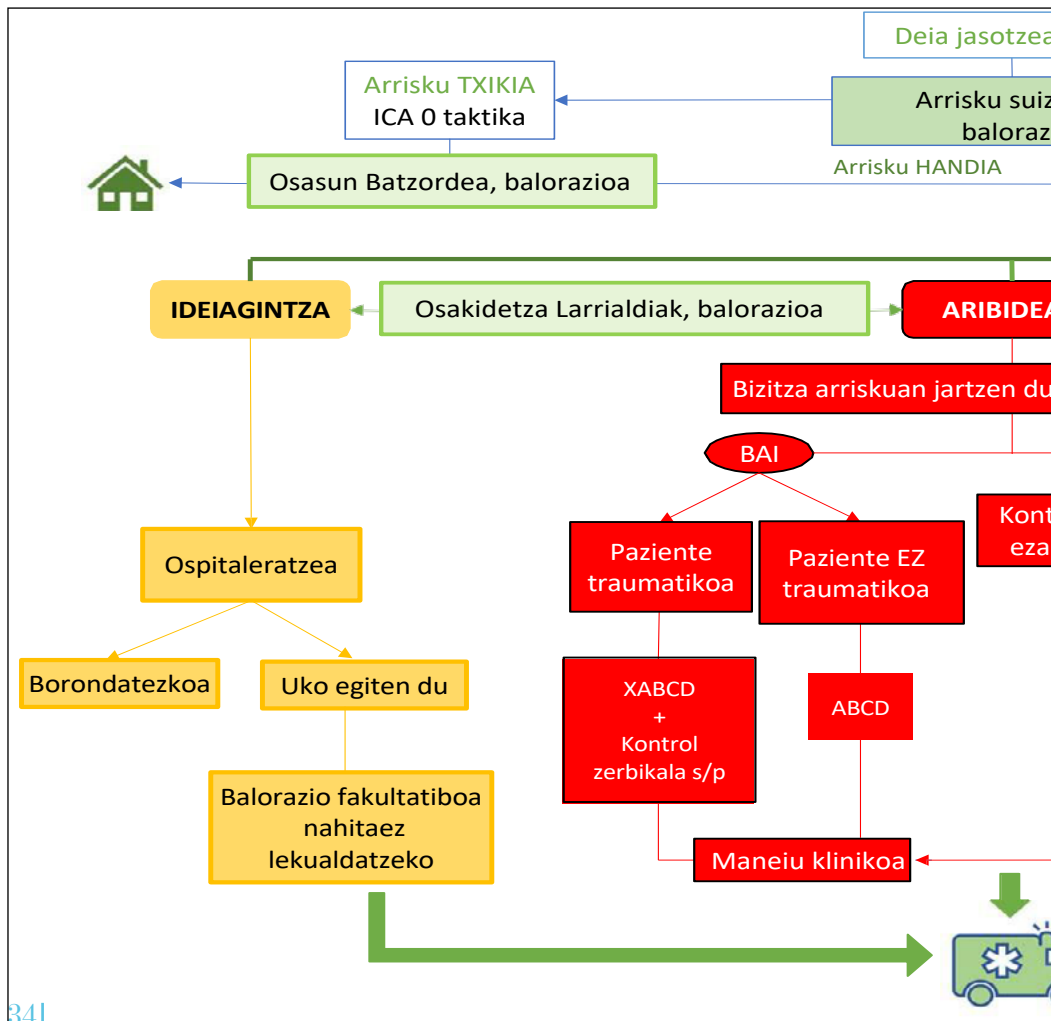 Deia jasotzea
Arrisku TXIKIA
ICA 0 taktika
Arrisku suiz
baloraz
Arrisku HANDIA
Osasun Batzordea, balorazioa
IDEIAGINTZA
Osakidetza Larrialdiak, balorazioa
ARIBIDEA
Bizitza arriskuan jartzen du
BAI
Paziente
traumatikoa
Paziente EZ
traumatikoa
Kont
eza
Ospitaleratzea
Borondatezkoa
Uko egiten du
XABCD
+
Kontrol
zerbikala s/p
ABCD
Balorazio fakultatiboa
nahitaez
lekualdatzeko
Maneiu klinikoa
34|